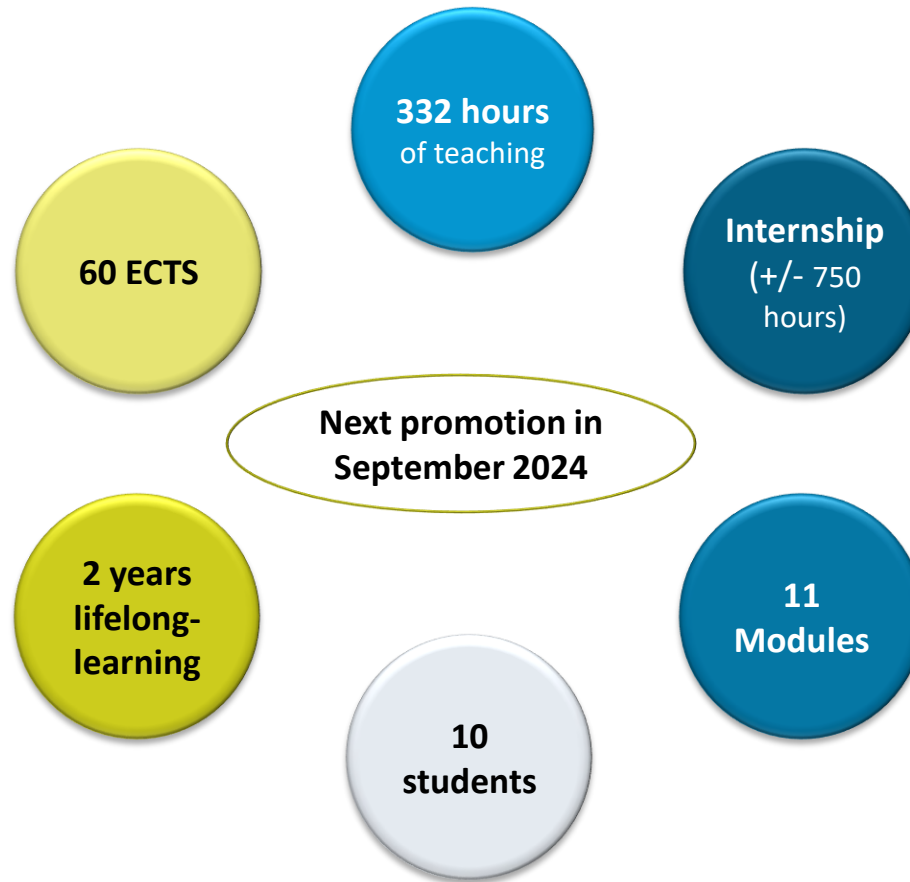 332 hours
of teaching
Internship
(+/- 750
hours)
60 ECTS
Next promotion in
September 2024
2 years
lifelong-
learning
11
Modules
10
students